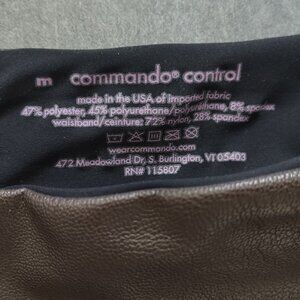 m commando® control
made in the USA of imported fabric
47% polyester, 45% polyurethane/polyuréthane, 8% spandex
waistband/ceinture: 72% nylon, 28% spandex
wearcommando.com
472 Meadowland Dr, S. Burlington, VT 05403
RN# 115807